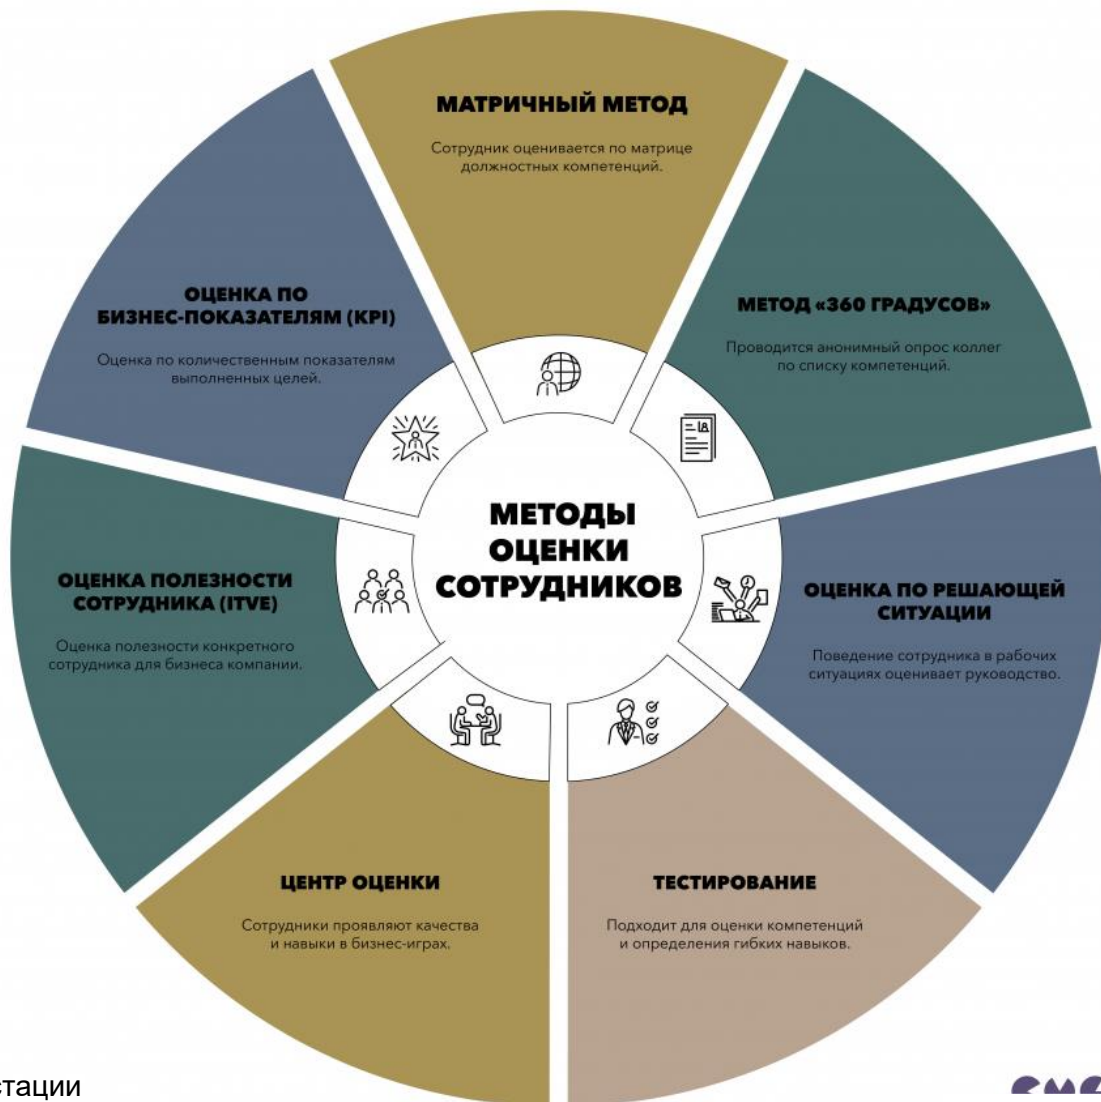 МАТРИЧНЫЙ МЕТОД
Сотрудник оценивается по матрице
должностных компетенций.
МЕТОД «360 ГРАДУСОВ»
Проводится анонимный опрос коллег
по списку компетенций.
ОЦЕНКА ПО РЕШАЮЩЕЙ
СИТУАЦИИ
Поведение сотрудника в рабочих
ситуациях оценивает руководство.
ТЕСТИРОВАНИЕ
Подходит для оценки компетенций
и определения гибких навыков.
ЦЕНТР ОЦЕНКИ
Сотрудники проявляют качества
и навыки в бизнес-играх.
ОЦЕНКА ПОЛЕЗНОСТИ
СОТРУДНИКА (ITVE)
Оценка полезности конкретного
сотрудника для бизнеса компании.
ОЦЕНКА ПО
БИЗНЕС-ПОКАЗАТЕЛЯМ (KPI)
Оценка по количественным показателям
выполненных целей.
МЕТОДЫ
ОЦЕНКИ
СОТРУДНИКОВ
стации